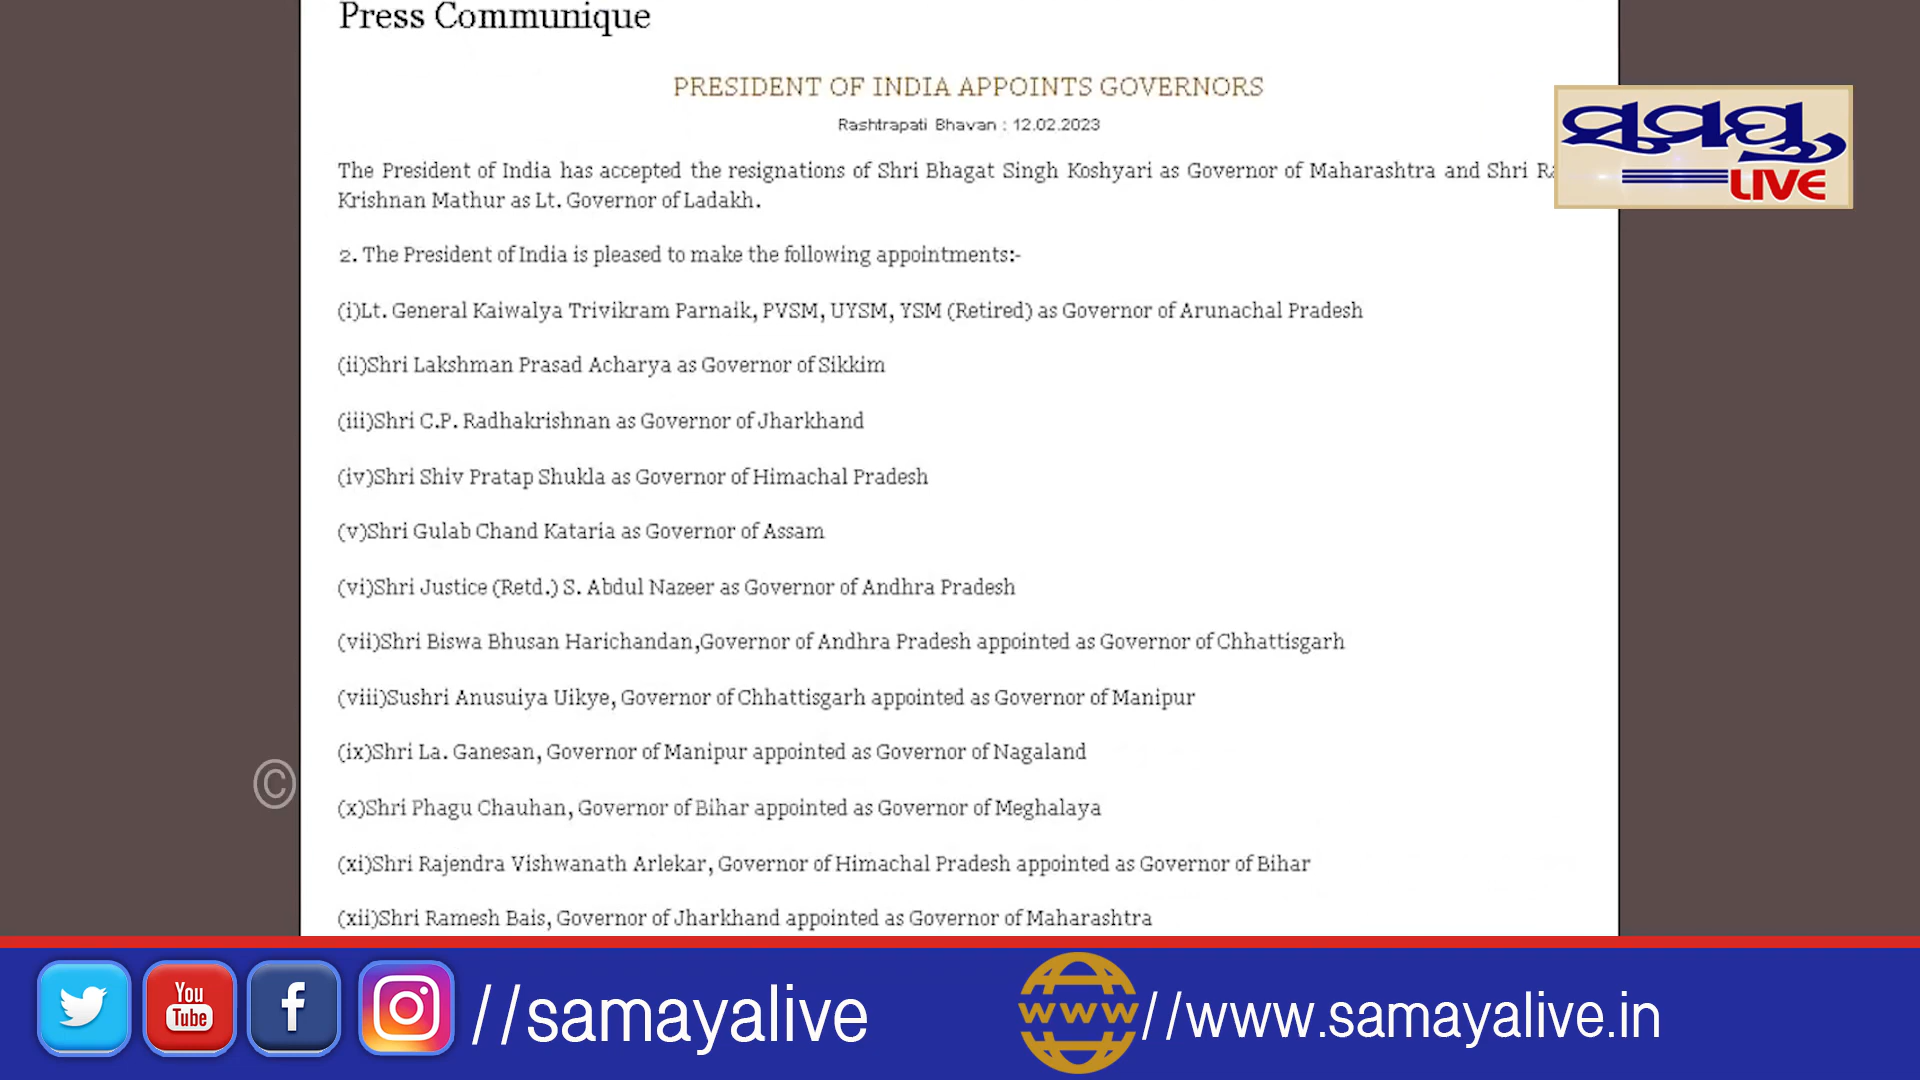 Press Communique
PRESIDENT OF INDIA APPOINTS GOVERNORS
Rashtrapati Bhavan : 12.02.2023
The President of India has accepted the resignations of Shri Bhagat Singh Koshyari as Governor of Maharashtra and Shri
Krishnan Mathur as Lt. Governor of Ladakh.
2. The President of India is pleased to make the following appointments:-
(i)Lt. General Kaiwalya Trivikram Parnaik, PVSM, UYSM, YSM (Retired) as Governor of Arunachal Pradesh
(ii)Shri Lakshman Prasad Acharya as Governor of Sikkim
(iii)Shri C.P. Radhakrishnan as Governor of Jharkhand
(iv)Shri Shiv Pratap Shukla as Governor of Himachal Pradesh
(v)Shri Gulab Chand Kataria as Governor of Assam
(vi)Shri Justice (Retd.) S. Abdul Nazeer as Governor of Andhra Pradesh
(vii)Shri Biswa Bhusan Harichandan,Governor of Andhra Pradesh appointed as Governor of Chhattisgarh
(viii)Sushri Anusuiya Uikye, Governor of Chhattisgarh appointed as Governor of Manipur
(ix)Shri La. Ganesan, Governor of Manipur appointed as Governor of Nagaland
(x)Shri Phagu Chauhan, Governor of Bihar appointed as Governor of Meghalaya
(xi)Shri Rajendra Vishwanath Arlekar, Governor of Himachal Pradesh appointed as Governor of Bihar
(xii)Shri Ramesh Bais, Governor of Jharkhand appointed as Governor of Maharashtra
ସମୟ
LIVE
©
You
Tube
//samayalive
www
//www.samayalive.in